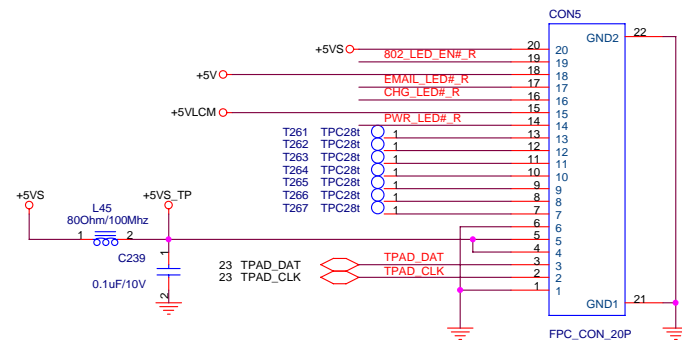 CON5
+5VS 20 20 GND2 22
802_LED_EN#_R 19 19
+5V 18 18
EMAIL_LED#_R 17 17
CHG_LED#_R 16 16
+5VLCM 15 15
PWR_LED#_R 14 14
T261 TPC28t 1 13 13
T262 TPC28t 1 12 12
T263 TPC28t 1 11 11
T264 TPC28t 1 10 10
T265 TPC28t 1 9 9
T266 TPC28t 1 8 8
T267 TPC28t 1 7 7
+5VS +5VS_TP 6 6
L45
80Ohm/100Mhz
1 2 5 5
1 4 4
C239
23 TPAD_DAT TPAD_DAT 3 3
23 TPAD_CLK TPAD_CLK 2 2
0.1uF/10V 1 1
2 GND1 21
FPC_CON_20P